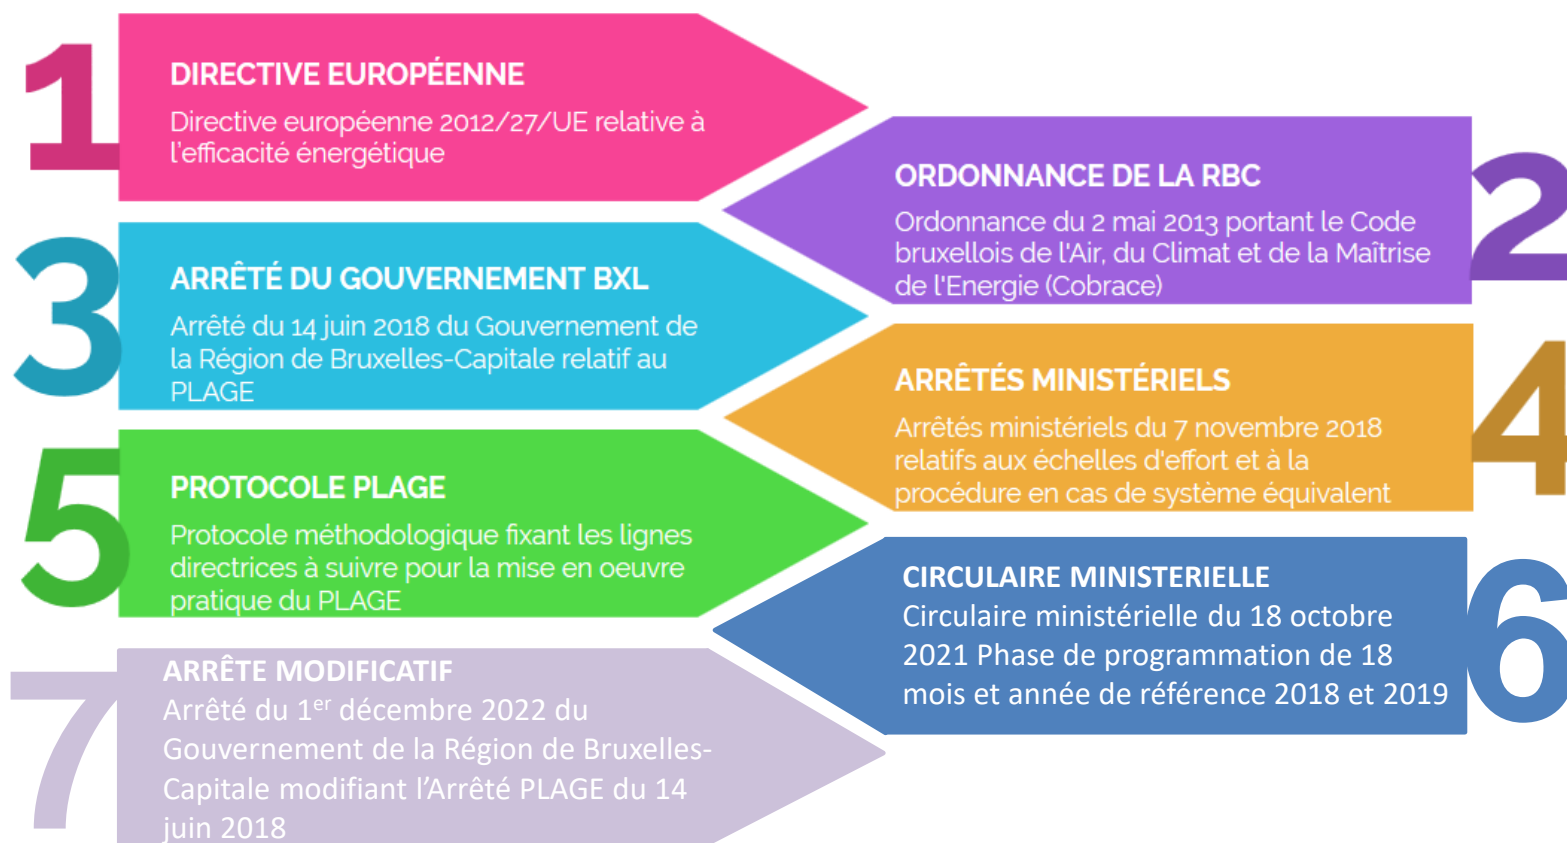 1
DIRECTIVE EUROPÉENNE
Directive européenne 2012/27/UE relative à
l'efficacité énergétique
2
ORDONNANCE DE LA RBC
Ordonnance du 2 mai 2013 portant le Code
bruxellois de l'Air, du Climat et de la Maîtrise
de l'Energie (Cobrace)
3
ARRÊTÉ DU GOUVERNEMENT BXL
Arrêté du 14 juin 2018 du Gouvernement de
la Région de Bruxelles-Capitale relatif au
PLAGE
4
ARRÊTÉS MINISTÉRIELS
Arrêtés ministériels du 7 novembre 2018
relatifs aux échelles d'effort et à la
procédure en cas de système équivalent
5
PROTOCOLE PLAGE
Protocole méthodologique fixant les lignes
directrices à suivre pour la mise en oeuvre
pratique du PLAGE
6
CIRCULAIRE MINISTERIELLE
Circulaire ministérielle du 18 octobre
2021 Phase de programmation de 18
mois et année de référence 2018 et 2019
7
ARRÊTE MODIFICATIF
Arrêté du 1er décembre 2022 du
Gouvernement de la Région de Bruxelles-
Capitale modifiant l’Arrêté PLAGE du 14
juin 2018